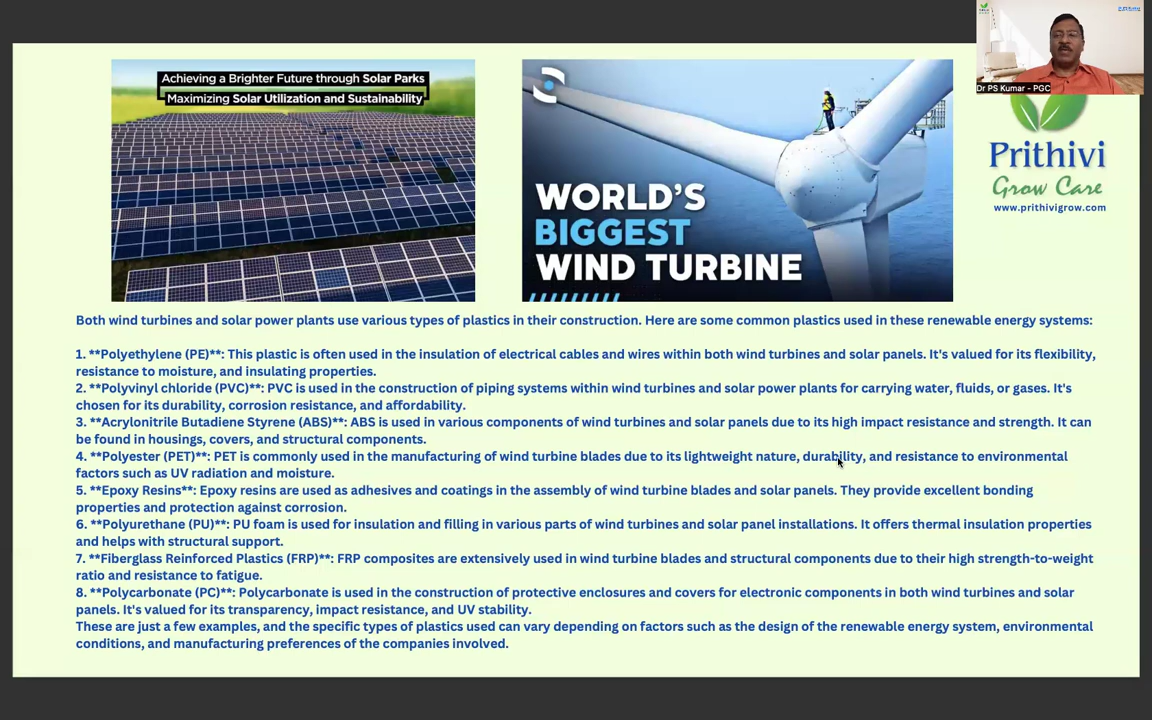 Dr PS Kumar - PGC
Achieving a Brighter Future through Solar Parks
Maximizing Solar Utilization and Sustainability
WORLD'S
BIGGEST
WIND TURBINE
Prithivi
Grow Care
www.prithivigrow.com
Both wind turbines and solar power plants use various types of plastics in their construction. Here are some common plastics used in these renewable energy systems:
1. **Polyethylene (PE)**: This plastic is often used in the insulation of electrical cables and wires within both wind turbines and solar panels. It's valued for its flexibility,
resistance to moisture, and insulating properties.
2. **Polyvinyl chloride (PVC)**: PVC is used in the construction of piping systems within wind turbines and solar power plants for carrying water, fluids, or gases. It's
chosen for its durability, corrosion resistance, and affordability.
3. **Acrylonitrile Butadiene Styrene (ABS)**: ABS is used in various components of wind turbines and solar panels due to its high impact resistance and strength. It can
be found in housings, covers, and structural components.
4. **Polyester (PET)**: PET is commonly used in the manufacturing of wind turbine blades due to its lightweight nature, durability, and resistance to environmental
factors such as UV radiation and moisture.
5. **Epoxy Resins**: Epoxy resins are used as adhesives and coatings in the assembly of wind turbine blades and solar panels. They provide excellent bonding
properties and protection against corrosion.
6. **Polyurethane (PU)**: PU foam is used for insulation and filling in various parts of wind turbines and solar panel installations. It offers thermal insulation properties
and helps with structural support.
7. **Fiberglass Reinforced Plastics (FRP)**: FRP composites are extensively used in wind turbine blades and structural components due to their high strength-to-weight
ratio and resistance to fatigue.
8. **Polycarbonate (PC)**: Polycarbonate is used in the construction of protective enclosures and covers for electronic components in both wind turbines and solar
panels. It's valued for its transparency, impact resistance, and UV stability.
These are just a few examples, and the specific types of plastics used can vary depending on factors such as the design of the renewable energy system, environmental
conditions, and manufacturing preferences of the companies involved.